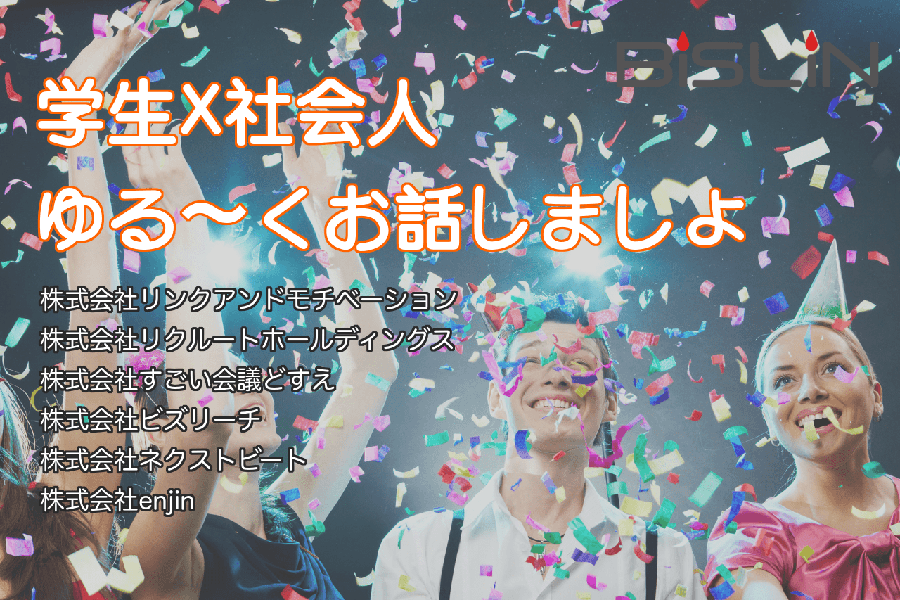 BiSLiN
学生X社会人
ゆる～くお話しましょ
株式会社リンクアンドモチベーション
株式会社リクルートホールディングス
株式会社すごい会議どすえ
株式会社ビズリーチ
株式会社ネクストビート
株式会社enjin